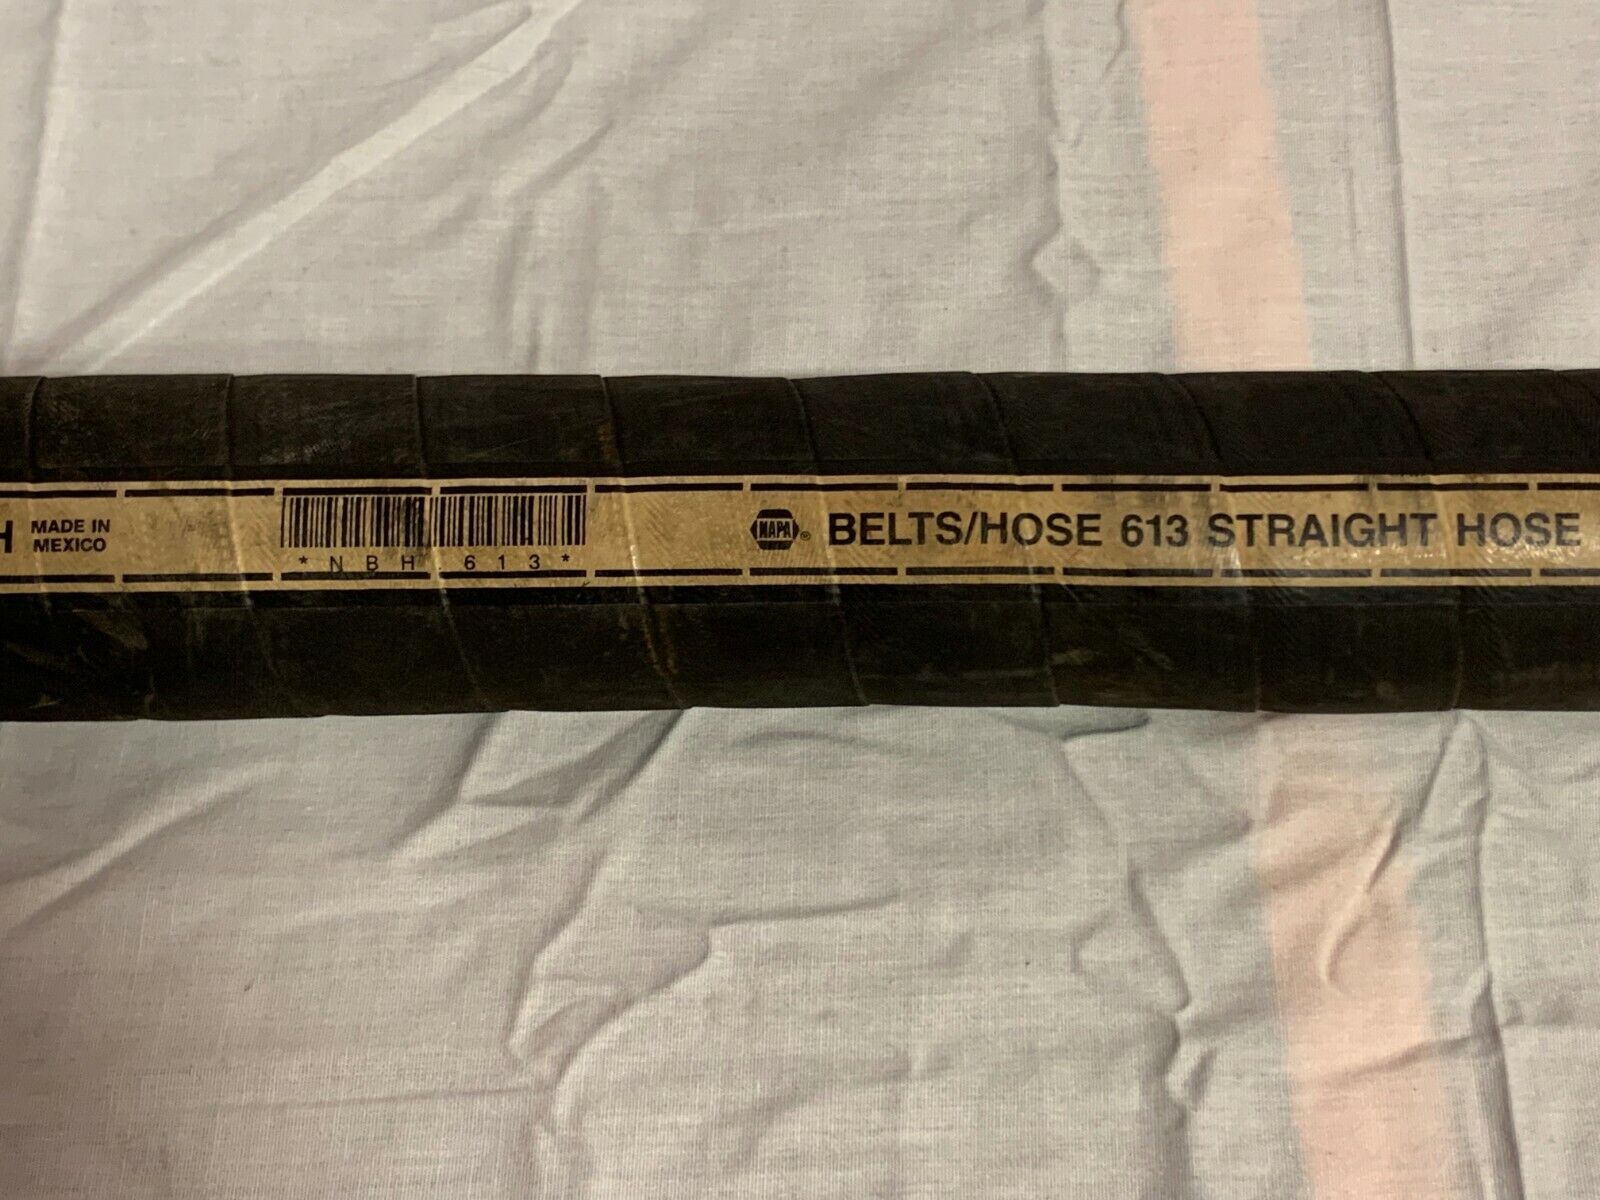 H
MADE IN
MEXICO
*NBH 613*
NAPA® BELTS/HOSE 613 STRAIGHT HOSE